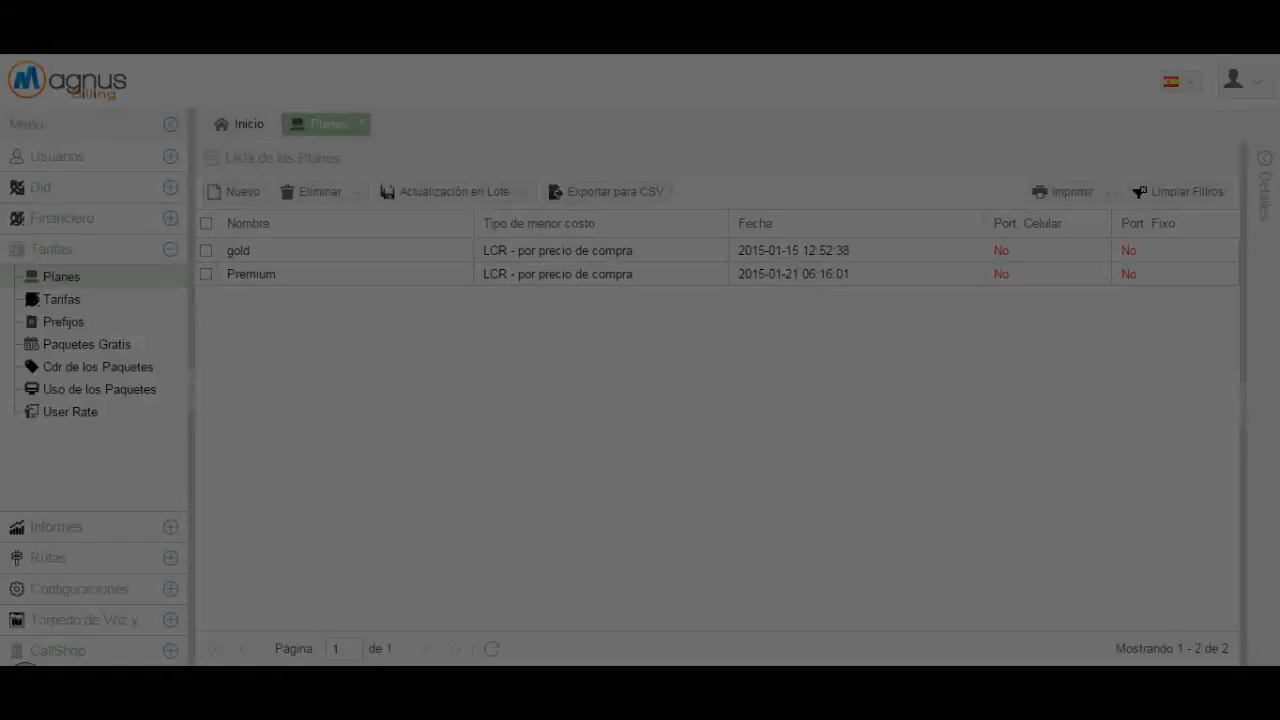 Magnus
Billing
Menú
Usuarios
Did
Financiero
Tarifas
Planes
Tarifas
Prefijos
Paquetes Gratis
Cdr de los Paquetes
Uso de los Paquetes
User Rate
Informes
Rutas
Configuraciones
Torpedo de Voz y
CallShop
Inicio
Planes
Lista de las Planes
Nuevo
Eliminar
Actualización en Lote
Exportar para CSV
Imprimir
Limpiar Filtros
Nombre Tipo de menor costo Fecha Port. Celular Port. Fixo
gold LCR - por precio de compra 2015-01-15 12:52:38 No No
Premium LCR - por precio de compra 2015-01-21 06:16:01 No No
Página 1 de 1
Mostrando 1 - 2 de 2
Detalles